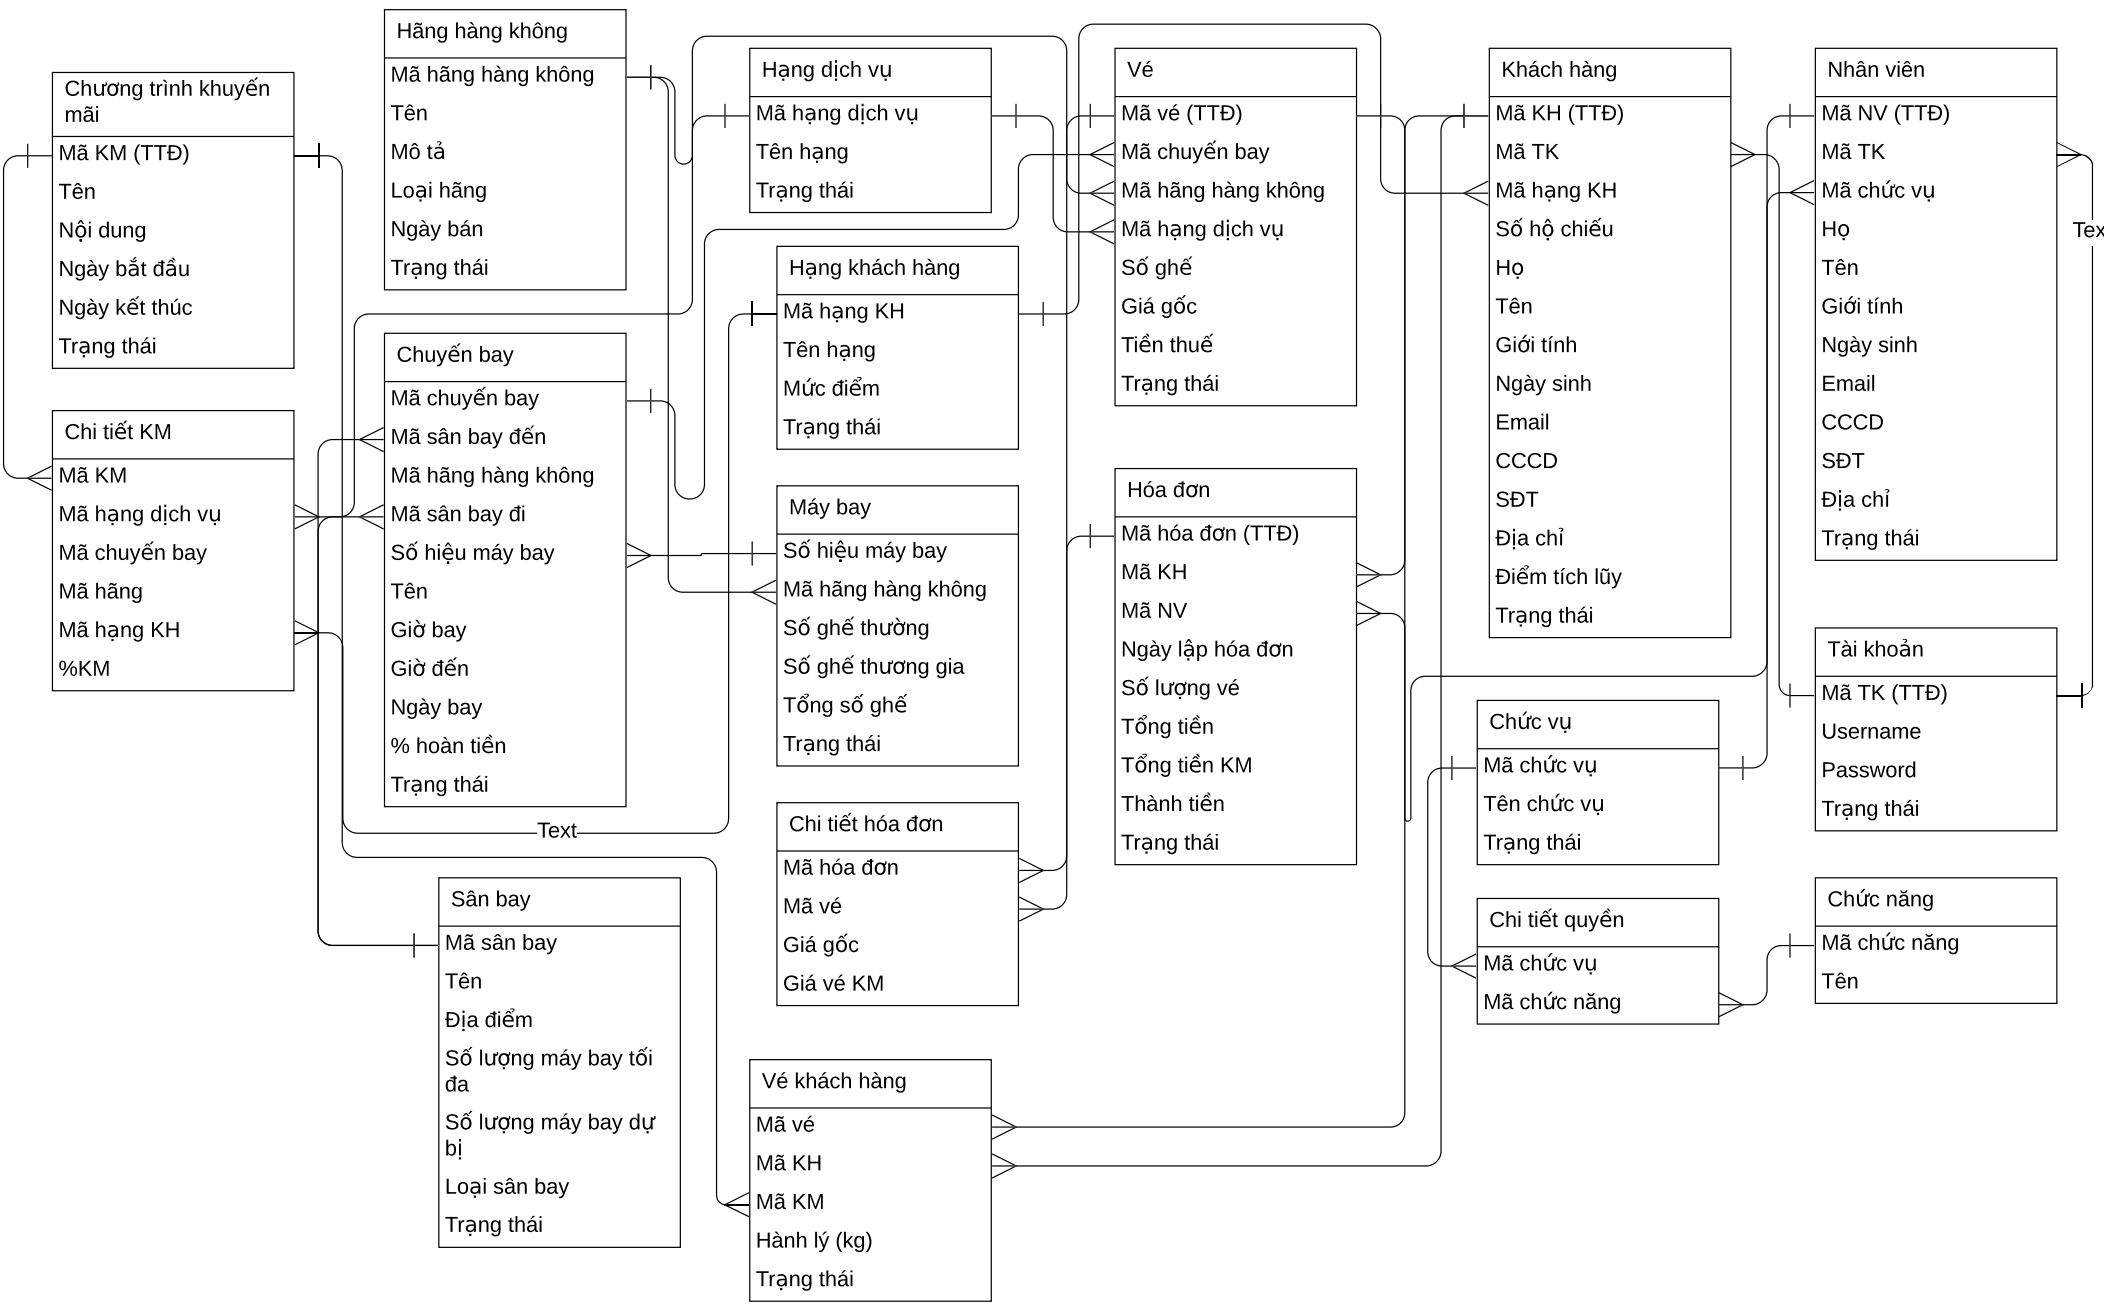 Hãng hàng không
Mã hãng hàng không
Tên
Mô tả
Loại hãng
Ngày bán
Trạng thái
Chương trình khuyến
mãi
Mã KM (TTĐ)
Tên
Nội dung
Ngày bắt đầu
Ngày kết thúc
Trạng thái
Hạng dịch vụ
Mã hạng dịch vụ
Tên hạng
Trạng thái
Vé
Mã vé (TTĐ)
Mã chuyến bay
Mã hãng hàng không
Mã hạng dịch vụ
Số ghế
Giá gốc
Tiền thuế
Trạng thái
Khách hàng
Mã KH (TTĐ)
Mã TK
Mã hạng KH
Số hộ chiếu
Họ
Tên
Giới tính
Ngày sinh
Email
CCCD
SĐT
Địa chỉ
Điểm tích lũy
Trạng thái
Nhân viên
Mã NV (TTĐ)
Mã TK
Mã chức vụ
Họ
Tên
Giới tính
Ngày sinh
Email
CCCD
SĐT
Địa chỉ
Trạng thái
Tex
Hạng khách hàng
Mã hạng KH
Tên hạng
Mức điểm
Trạng thái
Chuyến bay
Mã chuyến bay
Mã sân bay đến
Mã hãng hàng không
Mã sân bay đi
Số hiệu máy bay
Tên
Giờ bay
Giờ đến
Ngày bay
% hoàn tiền
Trạng thái
Chi tiết KM
Mã KM
Mã hạng dịch vụ
Mã chuyến bay
Mã hãng
Mã hạng KH
%KM
Máy bay
Số hiệu máy bay
Mã hãng hàng không
Số ghế thường
Số ghế thương gia
Tổng số ghế
Trạng thái
Hóa đơn
Mã hóa đơn (TTĐ)
Mã KH
Mã NV
Ngày lập hóa đơn
Số lượng vé
Tổng tiền
Tổng tiền KM
Thành tiền
Trạng thái
Tài khoản
Mã TK (TTĐ)
Username
Password
Trạng thái
Chức vụ
Mã chức vụ
Tên chức vụ
Trạng thái
Text
Chi tiết hóa đơn
Mã hóa đơn
Mã vé
Giá gốc
Giá vé KM
Sân bay
Mã sân bay
Tên
Địa điểm
Số lượng máy bay tối
đa
Số lượng máy bay dự
bị
Loại sân bay
Trạng thái
Chi tiết quyền
Mã chức vụ
Mã chức năng
Chức năng
Mã chức năng
Tên
Vé khách hàng
Mã vé
Mã KH
Mã KM
Hành lý (kg)
Trạng thái